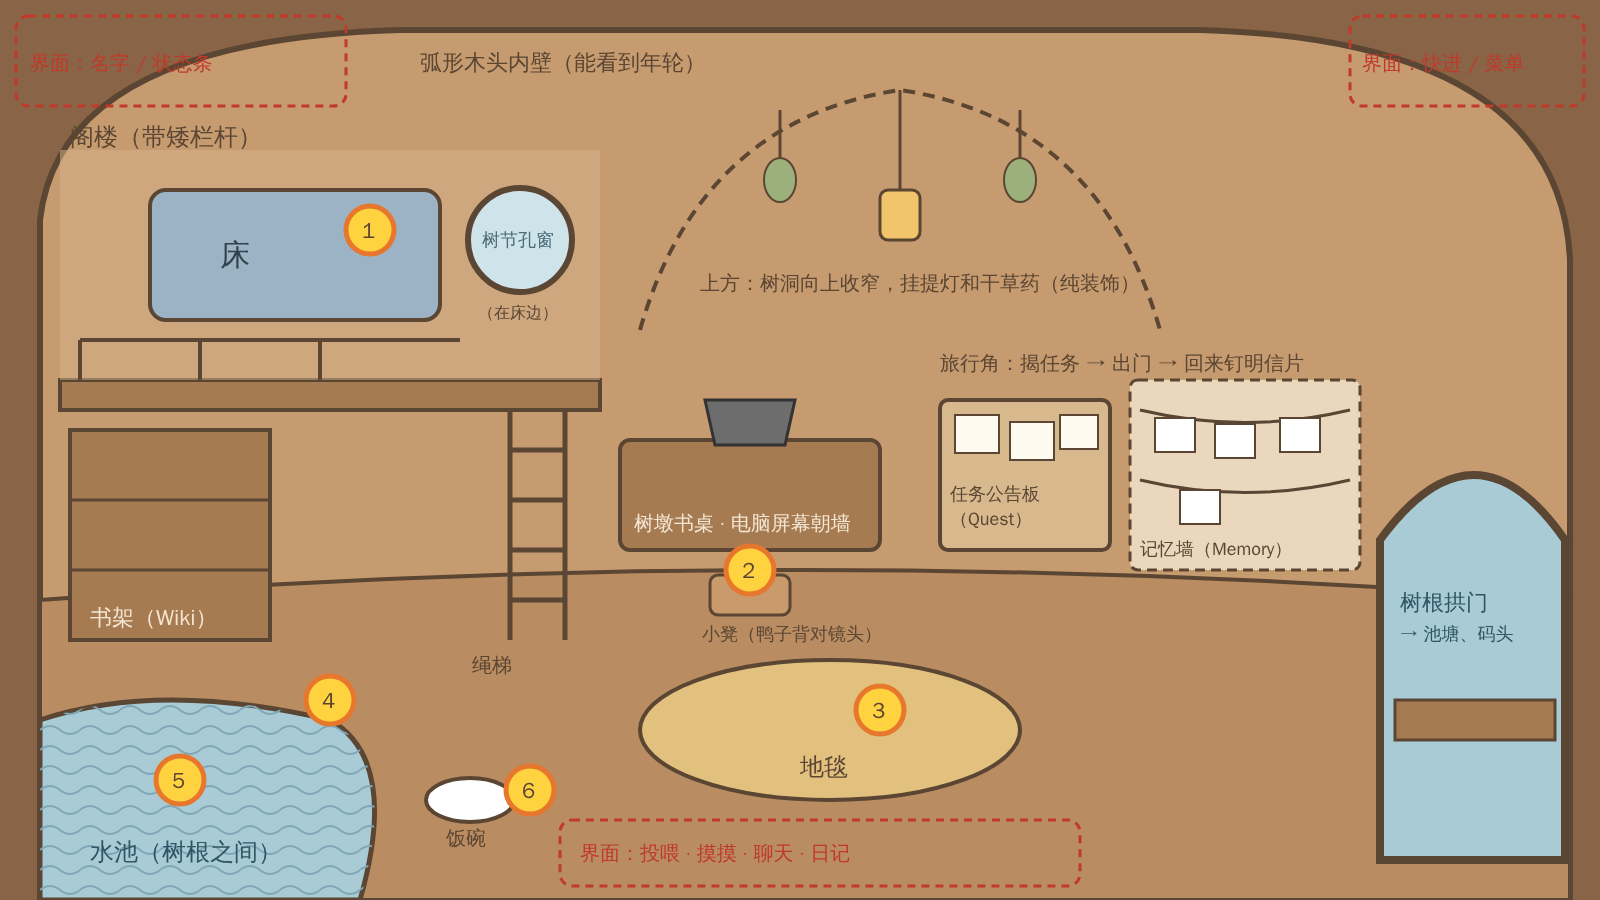 界面：名字 / 状态条
弧形木头内壁（能看到年轮）
界面：快进 / 菜单
阁楼（带矮栏杆）
1
床
树节孔窗
（在床边）
上方：树洞向上收窄，挂提灯和干草药（纯装饰）
旅行角：揭任务 → 出门 → 回来钉明信片
任务公告板
（Quest）
树墩书桌 · 电脑屏幕朝墙
记忆墙（Memory）
2
书架（Wiki）
小凳（鸭子背对镜头）
树根拱门
→ 池塘、码头
绳梯
4
3
地毯
5
6
水池（树根之间）
饭碗
界面：投喂 · 摸摸 · 聊天 · 日记